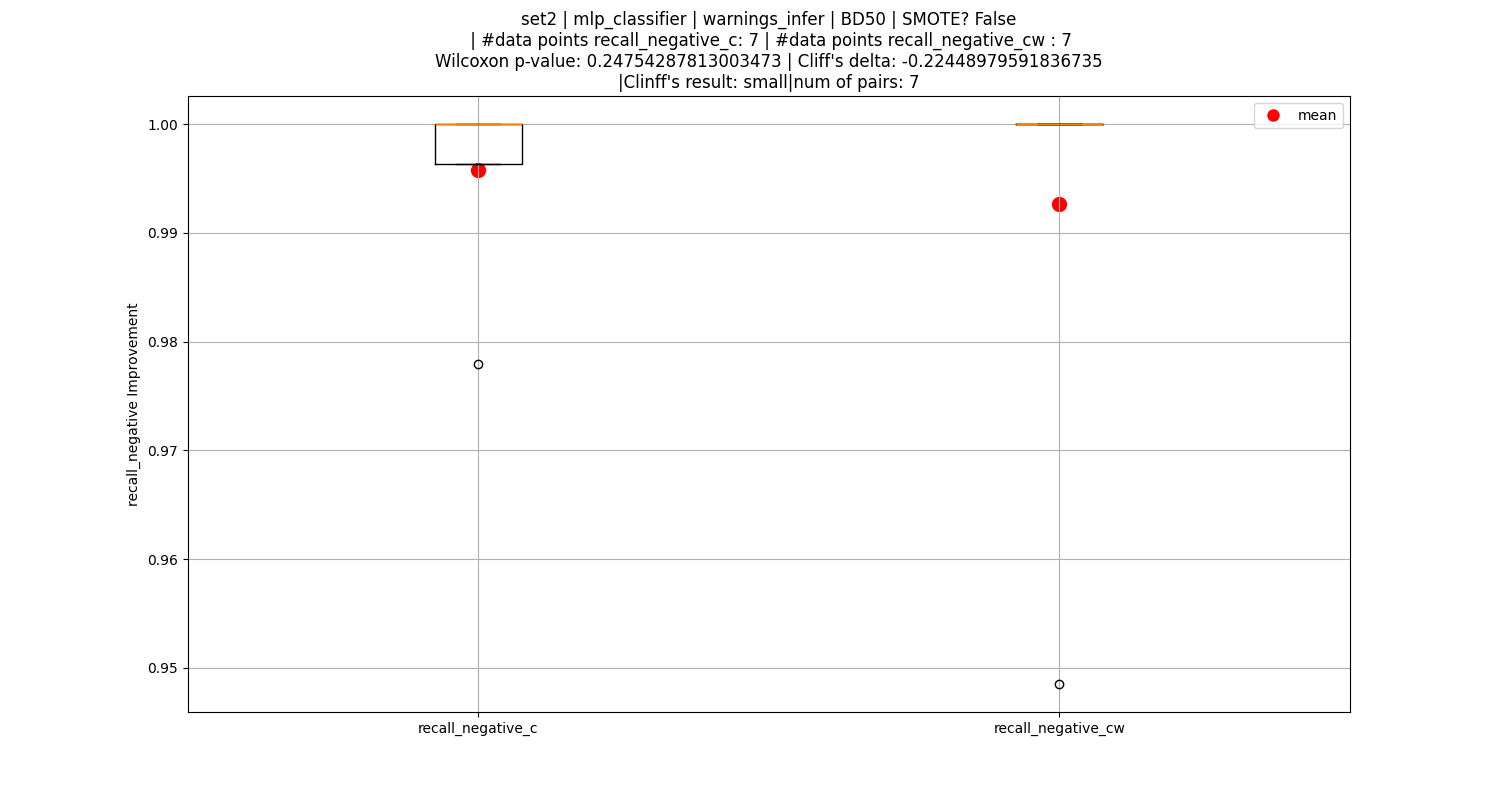 set2 | mlp_classifier | warnings_infer | BD50 | SMOTE? False
| #data points recall_negative_c: 7 | #data points recall_negative_cw : 7
Wilcoxon p-value: 0.24754287813003473 | Cliff's delta: -0.22448979591836735
|Clinff's result: small|num of pairs: 7
mean
1.00
0.99
0.98
0.97
0.96
0.95
recall_negative Improvement
recall_negative_c
recall_negative_cw